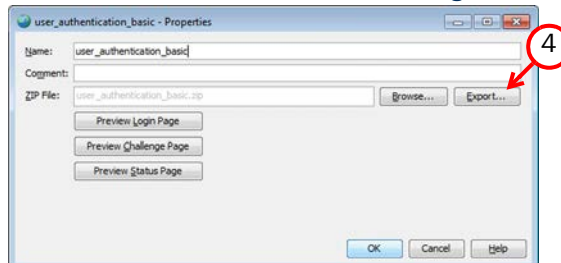 user_authentication_basic - Properties
4
Name: user_authentication_basic
Comment:
ZIP File: user_authentication_basic.zip Browse... Export...
Preview Login Page
Preview Challenge Page
Preview Status Page
OK Cancel Help